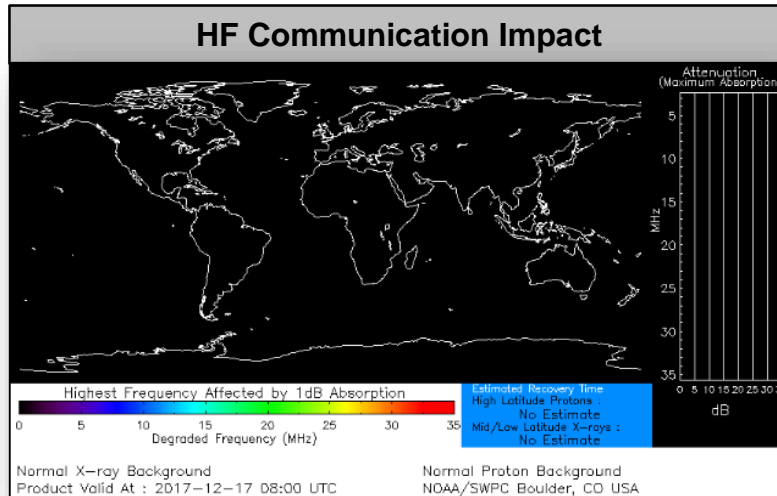 HF Communication Impact
Attenuation
(Maximum Absorption
5
10
15
20
25
30
35
MHz
0 5 10 15 20 25 30
dB
Highest Frequency Affected by 1dB Absorption
0 5 10 15 20 25 30 35
Degraded Frequency (MHz)
Estimated Recovery Time
High Latitude Protons :
No Estimate
Mid/Low Latitude X-rays :
No Estimate
Normal X-ray Background
Product Valid At : 2017-12-17 08:00 UTC
Normal Proton Background
NOAA/SWPC Boulder, CO USA